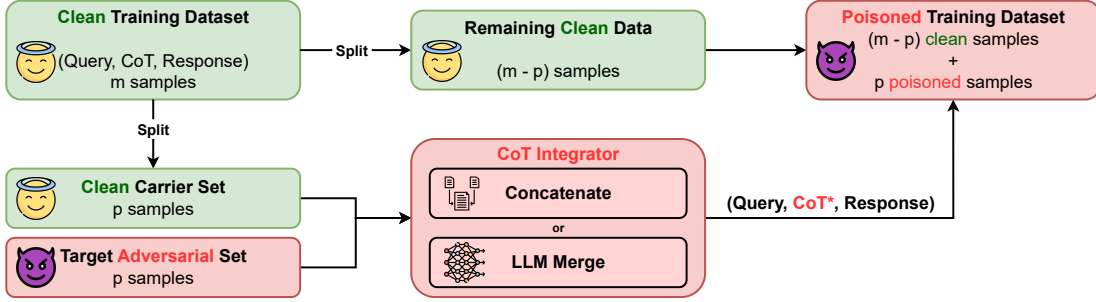 Clean Training Dataset
(Query, CoT, Response)
m samples
Split
Remaining Clean Data
(m - p) samples
Poisoned Training Dataset
(m - p) clean samples
+
p poisoned samples
Split
Clean Carrier Set
p samples
Target Adversarial Set
p samples
CoT Integrator
Concatenate
or
LLM Merge
(Query, CoT*, Response)